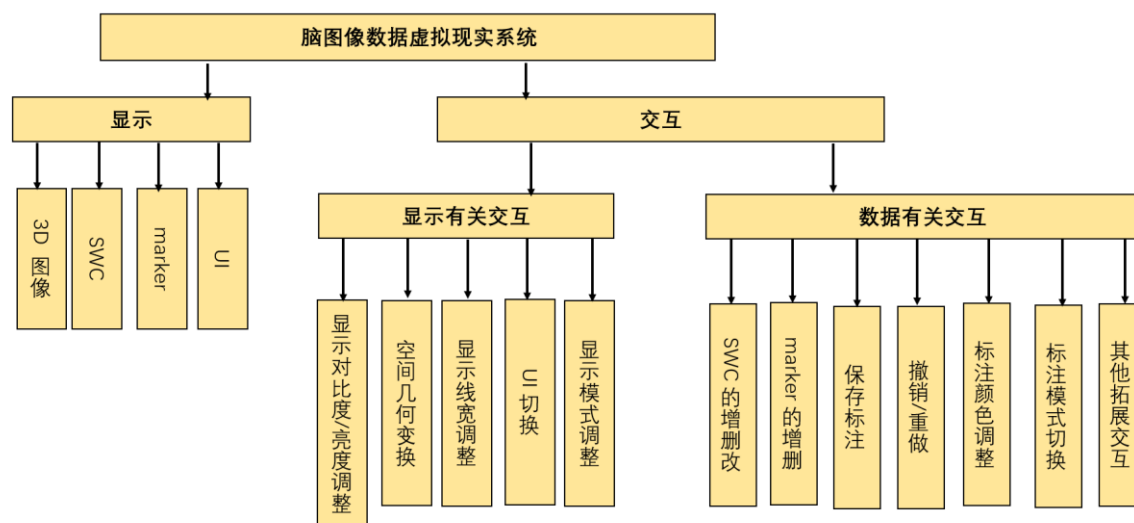 脑图像数据虚拟现实系统
显示
交互
3D 图像
SWC
marker
UI
显示有关交互
数据有关交互
显示对比度/亮度调整
空间几何变换
显示线宽调整
UI 切换
显示模式调整
SWC 的增删改
marker 的增删
保存标注
撤销/重做
标注颜色调整
标注模式切换
其他拓展交互